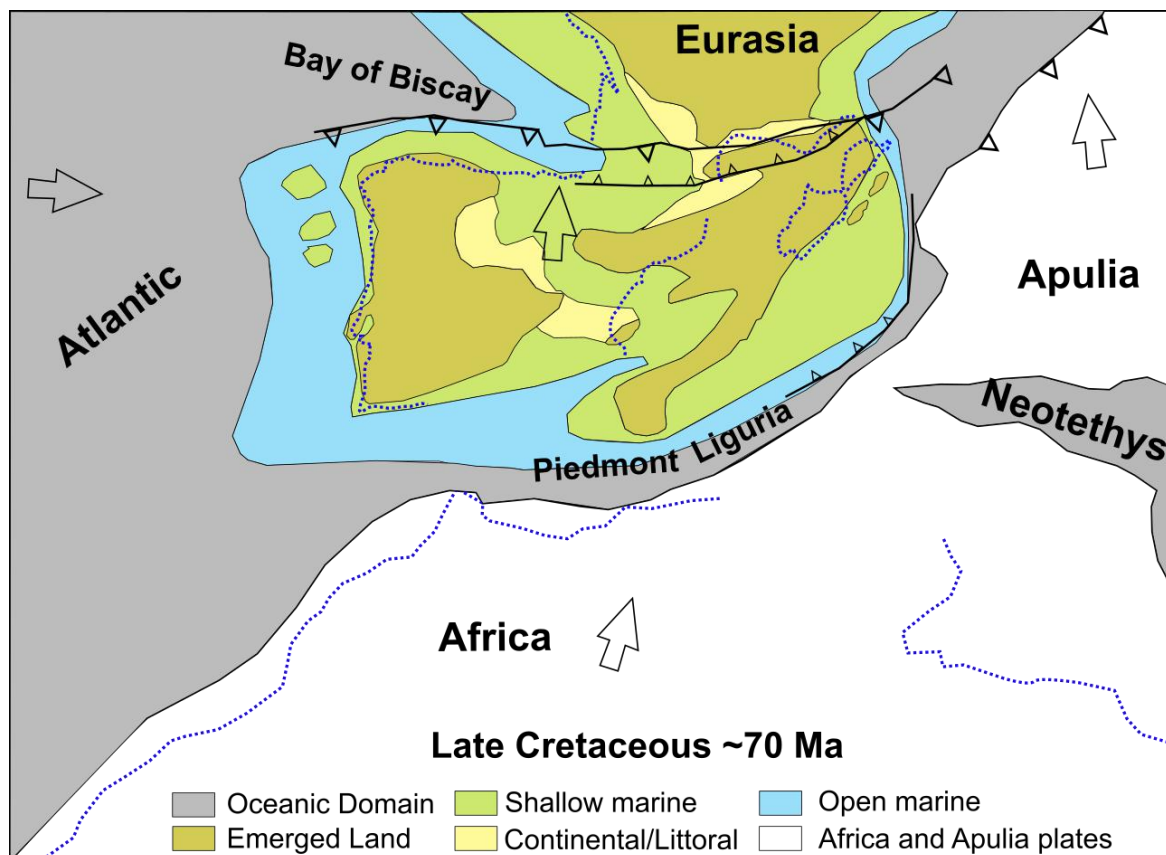 Eurasia
Bay of Biscay
Atlantic
Apulia
Neotethys
Piedmont Liguria
Africa
Late Cretaceous ~70 Ma
Oceanic Domain
Shallow marine
Open marine
Emerged Land
Continental/Littoral
Africa and Apulia plates